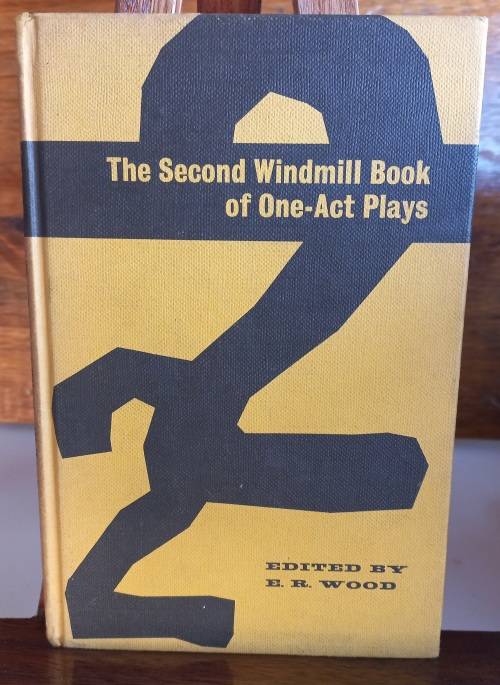 The Second Windmill Book
of One-Act Plays
EDITED BY
E. R. WOOD